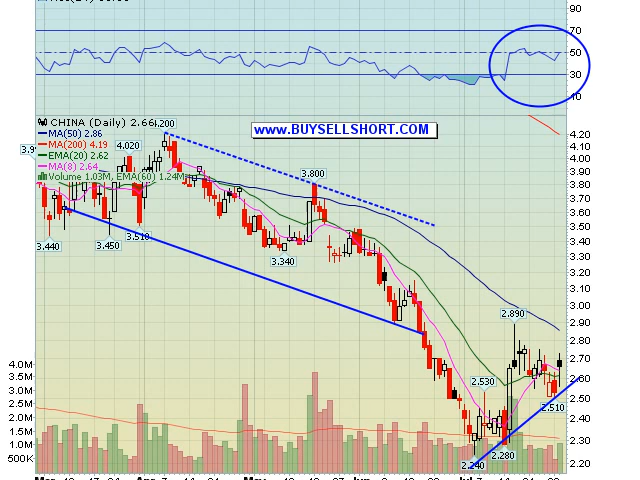 90
70
50
30
10
CHINA (Daily) 2.66
4.200
MA(50) 2.86
MA(200) 4.19
EMA(20) 2.62
MA(8) 2.64
Volume 1.03M, EMA(60) 1.24M
www.BUYSELLSHORT.COM
4.020
3.800
3.440
3.450
3.510
3.340
2.890
2.530
2.510
2.280
2.240
4.20
4.10
4.00
3.90
3.80
3.70
3.60
3.50
3.40
3.30
3.20
3.10
3.00
2.90
2.80
2.70
2.60
2.50
2.40
2.30
2.20
4.0M
3.5M
3.0M
2.5M
2.0M
1.5M
1.0M
500K